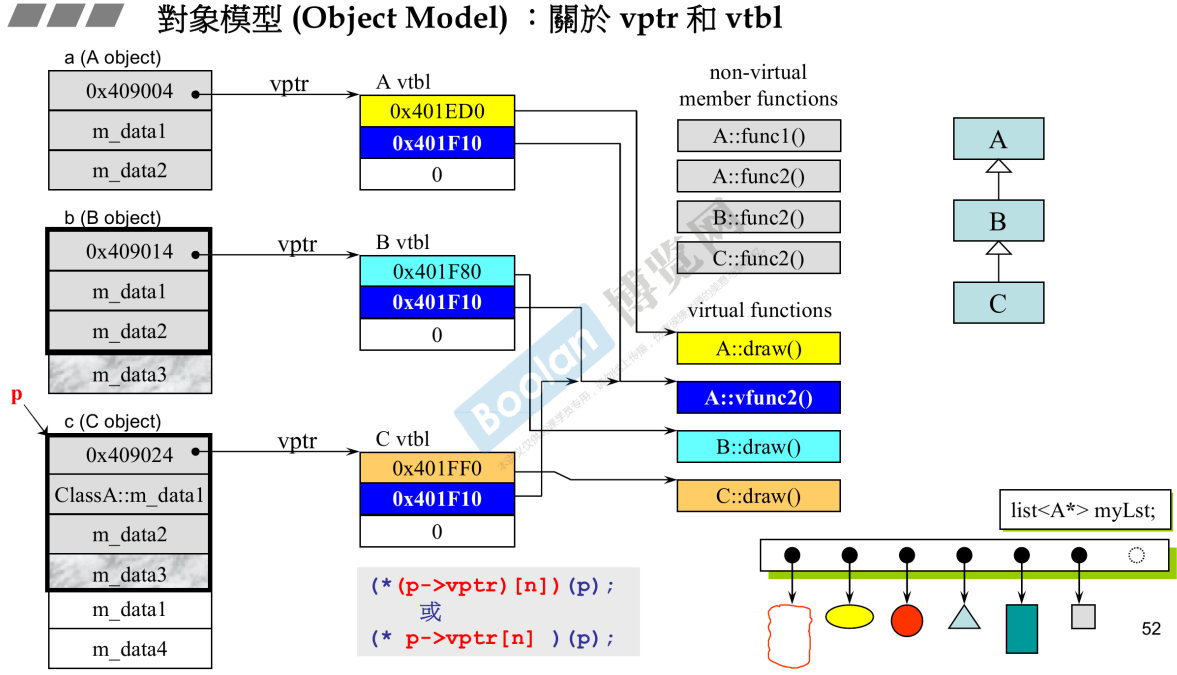 對象模型 (Object Model) ：關於 vptr 和 vtbl
a (A object)
0x409004
m_data1
m_data2
vptr
A vtbl
0x401ED0
0x401F10
0
b (B object)
0x409014
m_data1
m_data2
m_data3
vptr
B vtbl
0x401F80
0x401F10
0
p
c (C object)
0x409024
ClassA::m_data1
m_data2
m_data3
m_data1
m_data4
vptr
C vtbl
0x401FF0
0x401F10
0
(*(p->vptr)[n])(p);
或
(* p->vptr[n] )(p);
non-virtual
member functions
A::func1()
A::func2()
B::func2()
C::func2()
virtual functions
A::draw()
A::vfunc2()
B::draw()
C::draw()
A
B
C
list<A*> myLst;
52
Boolan 博览网